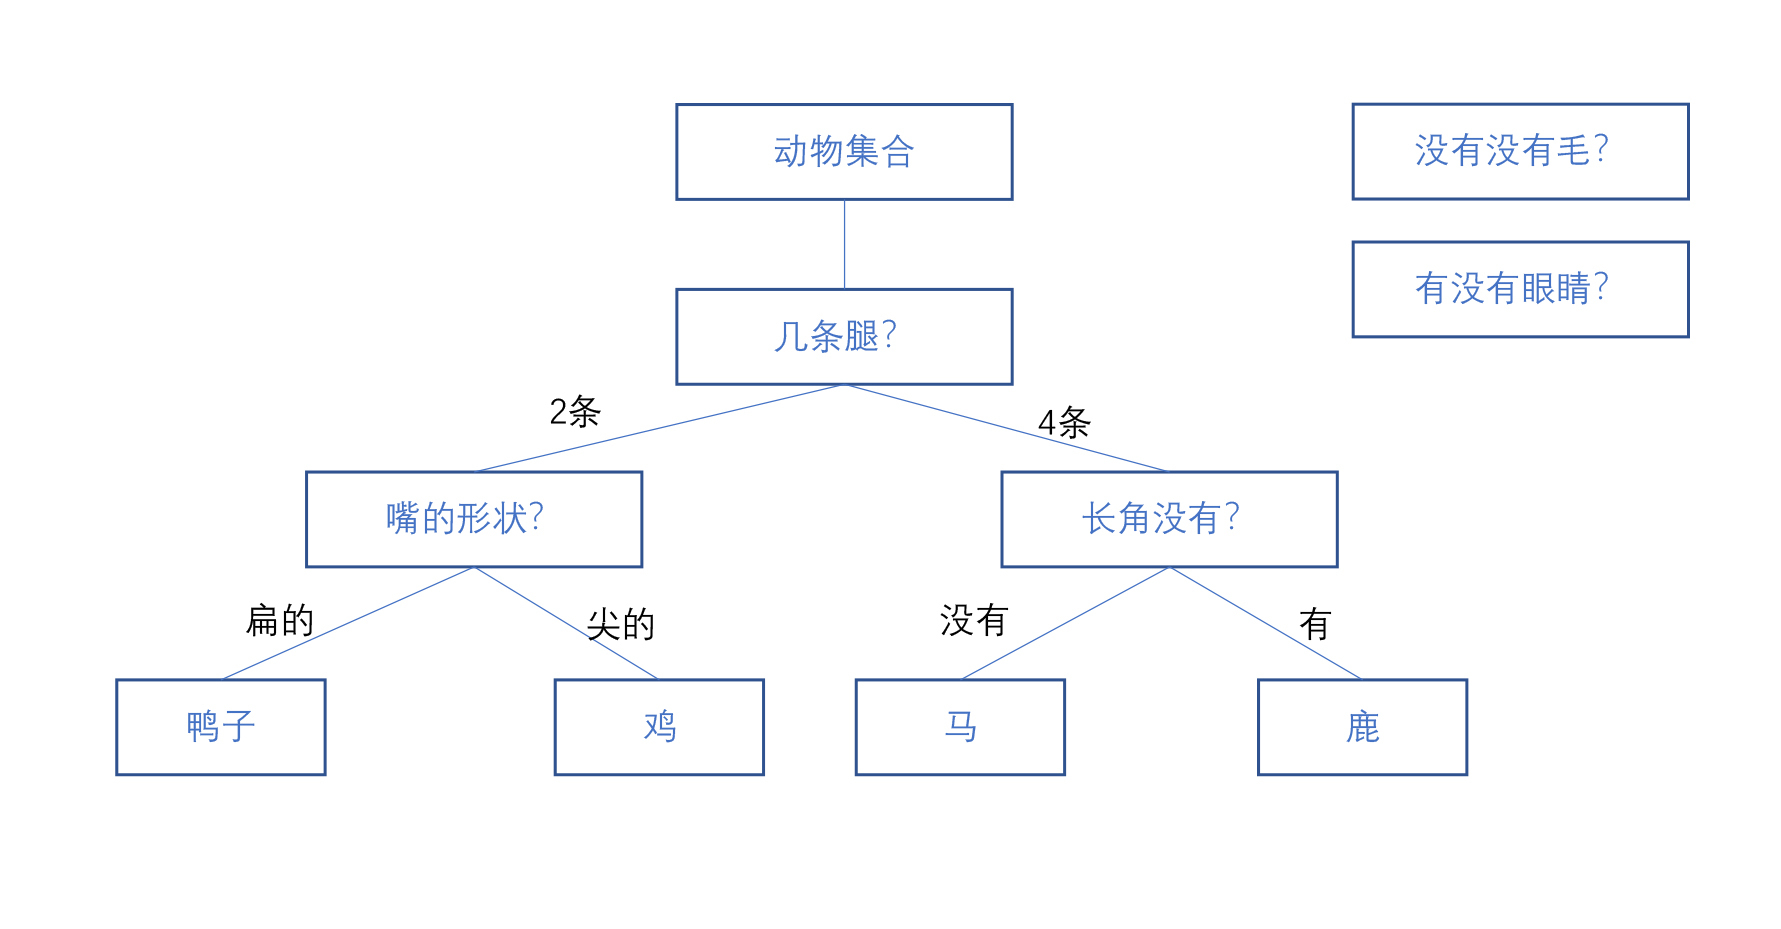 动物集合
没有没有毛?
有没有眼睛?
几条腿?
2条
4条
嘴的形状?
长角没有?
扁的
尖的
没有
有
鸭子
鸡
马
鹿